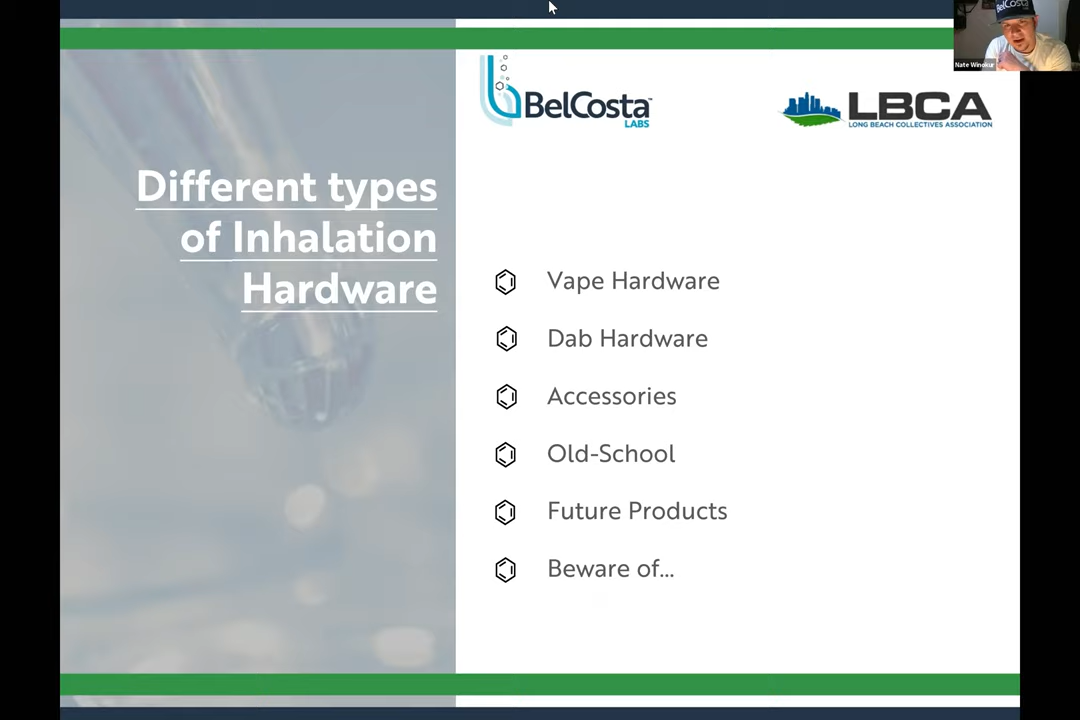 BelCosta
Nate Winokur
BelCosta™
LABS
LBCA
LONG BEACH COLLECTIVES ASSOCIATION
Different types
of Inhalation
Hardware
Vape Hardware
Dab Hardware
Accessories
Old-School
Future Products
Beware of...